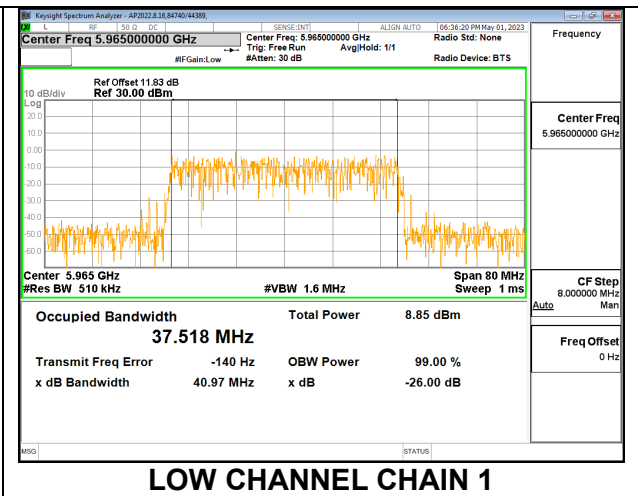 Keysight Spectrum Analyzer - AP2022.8.16,84740/44389,
L RF 50 Ω DC SENSE:INT ALIGN AUTO 06:36:20 PM May 01, 2023
Center Freq 5.965000000 GHz Center Freq: 5.965000000 GHz Radio Std: None
Trig: Free Run Avg|Hold: 1/1
#IFGain:Low #Atten: 30 dB Radio Device: BTS
Frequency
Ref Offset 11.83 dB
10 dB/div Ref 30.00 dBm
Log
20.0
10.0
0.00
-10.0
-20.0
-30.0
-40.0
-50.0
-60.0
Center 5.965 GHz Span 80 MHz
#Res BW 510 kHz #VBW 1.6 MHz Sweep 1 ms
Occupied Bandwidth Total Power 8.85 dBm
37.518 MHz
Transmit Freq Error -140 Hz OBW Power 99.00 %
x dB Bandwidth 40.97 MHz x dB -26.00 dB
Center Freq
5.965000000 GHz
CF Step
8.000000 MHz
Auto Man
Freq Offset
0 Hz
MSG STATUS
LOW CHANNEL CHAIN 1